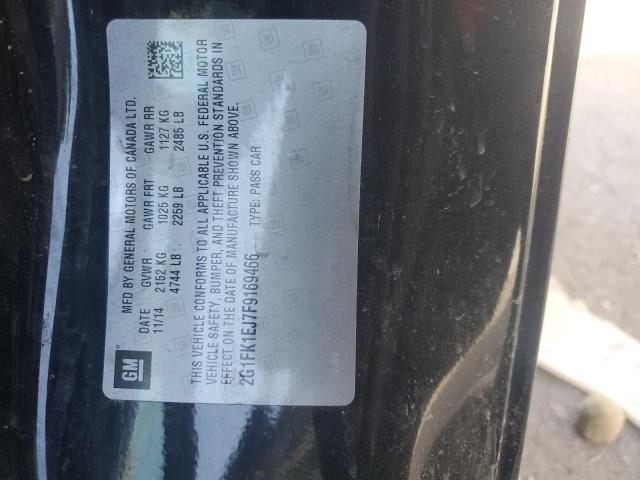 GM
MFD BY GENERAL MOTORS OF CANADA LTD.
DATE GVWR GAWR FRT GAWR RR
11/14 2152 KG 1025 KG 1127 KG
4744 LB 2259 LB 2485 LB
THIS VEHICLE CONFORMS TO ALL APPLICABLE U.S. FEDERAL MOTOR
VEHICLE SAFETY, BUMPER, AND THEFT PREVENTION STANDARDS IN
EFFECT ON THE DATE OF MANUFACTURE SHOWN ABOVE.
2G1FK1EJ7F9169466 TYPE: PASS CAR